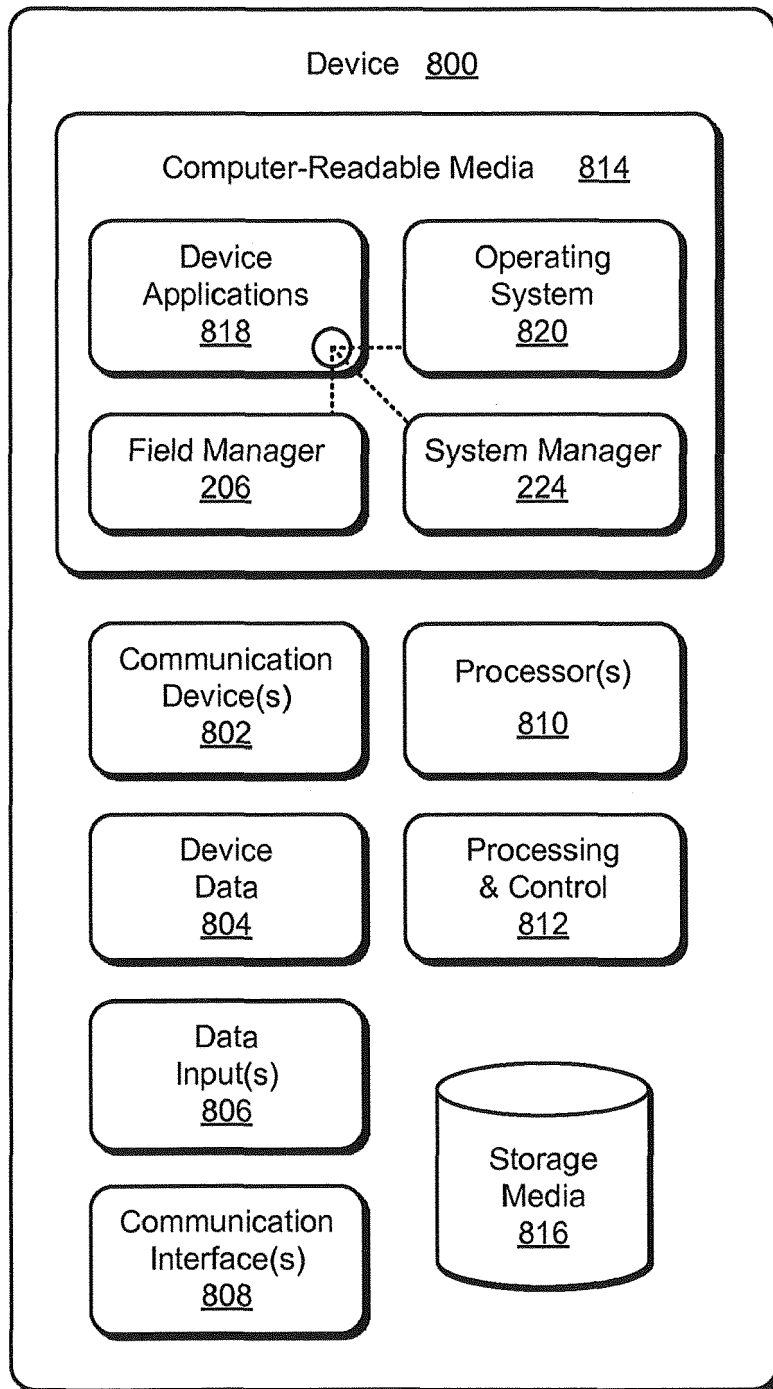 Device 800
Computer-Readable Media 814
Device
Applications
818
Operating
System
820
Field Manager
206
System Manager
224
Communication
Device(s)
802
Processor(s)
810
Device
Data
804
Processing
& Control
812
Data
Input(s)
806
Storage
Media
816
Communication
Interface(s)
808